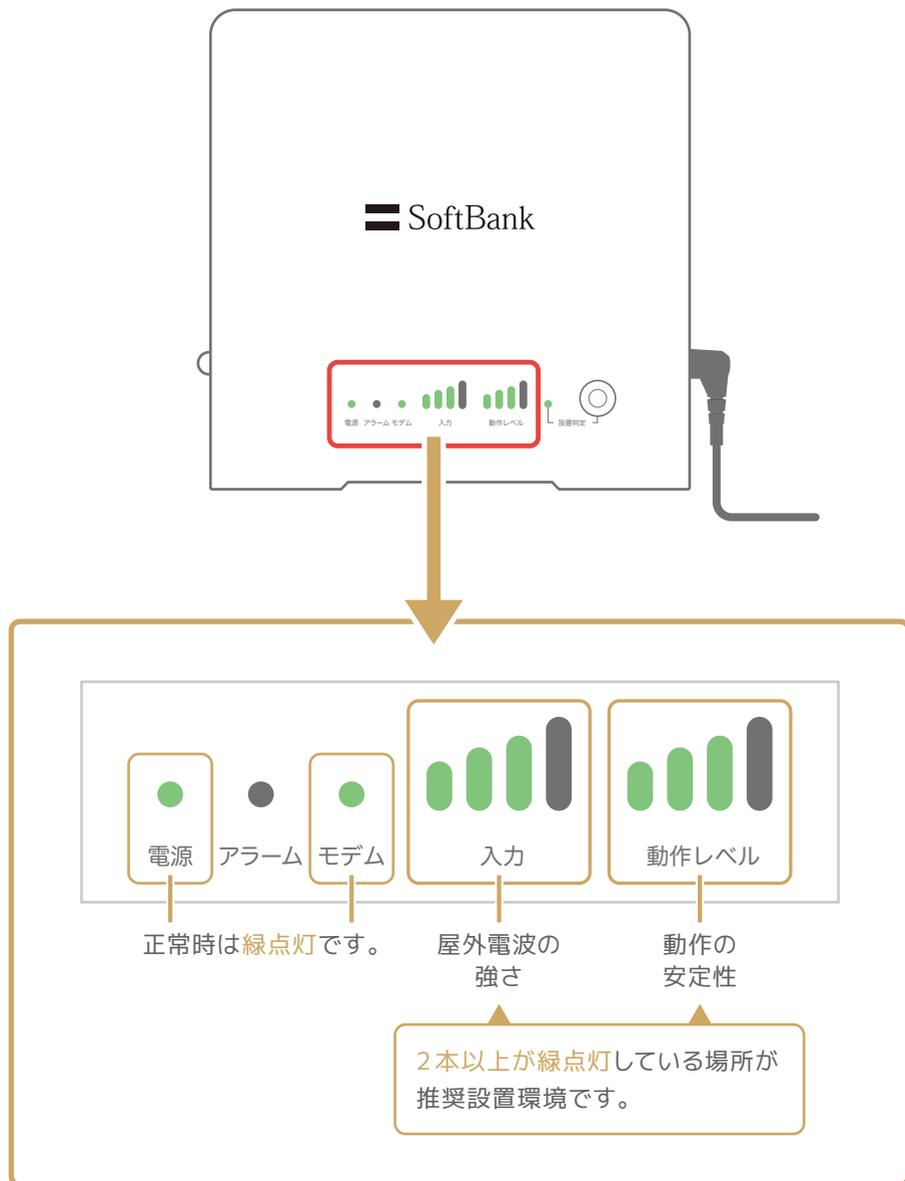 SoftBank
電源 アラーム モデム 入力 動作レベル 設置判定
電源 アラーム モデム 入力 動作レベル
正常時は緑点灯です。
屋外電波の
強さ
動作の
安定性
2本以上が緑点灯している場所が
推奨設置環境です。